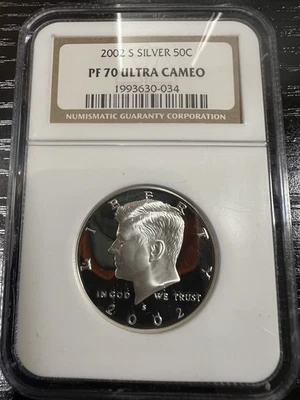 2002 S SILVER 50C
PF 70 ULTRA CAMEO
1993630-034
NUMISMATIC GUARANTY CORPORATION
LIBERTY
IN GOD WE TRUST
S
2002